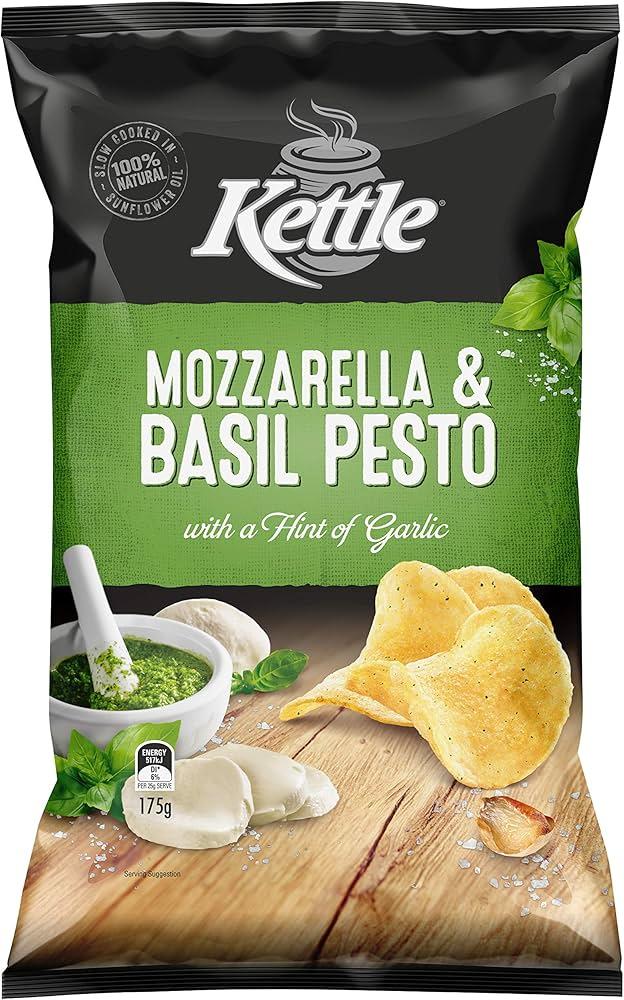 SLOW COOKED IN
100%
NATURAL
SUNFLOWER OIL
Kettle®
MOZZARELLA &
BASIL PESTO
with a Hint of Garlic
ENERGY
517kJ
DI*
6%
PER 25g SERVE
175g
Serving Suggestion